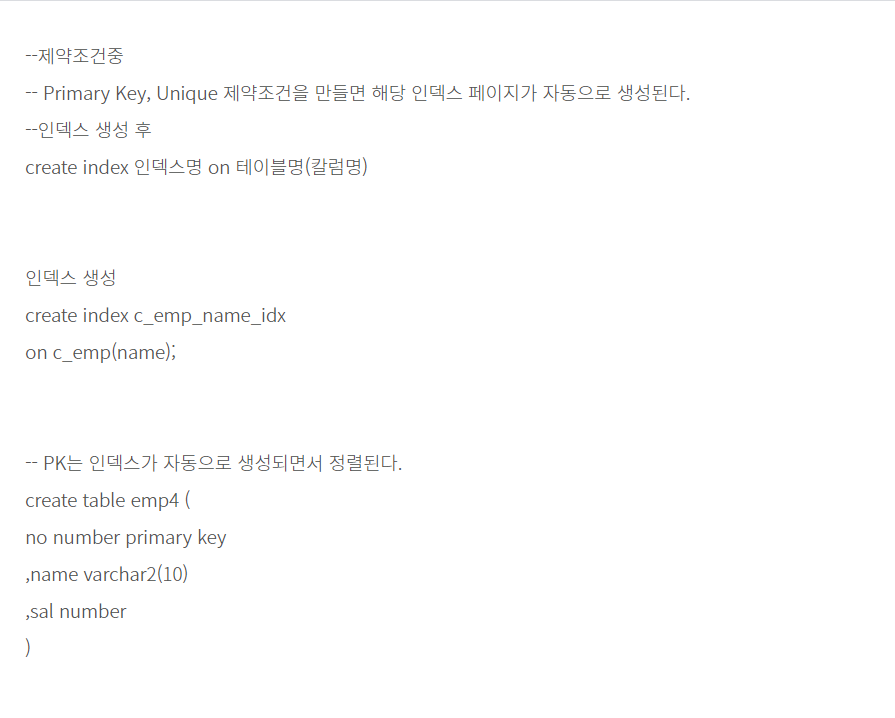 --제약조건중
-- Primary Key, Unique 제약조건을 만들면 해당 인덱스 페이지가 자동으로 생성된다.
--인덱스 생성 후
create index 인덱스명 on 테이블명(칼럼명)
인덱스 생성
create index c_emp_name_idx
on c_emp(name);
-- PK는 인덱스가 자동으로 생성되면서 정렬된다.
create table emp4 (
no number primary key
,name varchar2(10)
,sal number
)